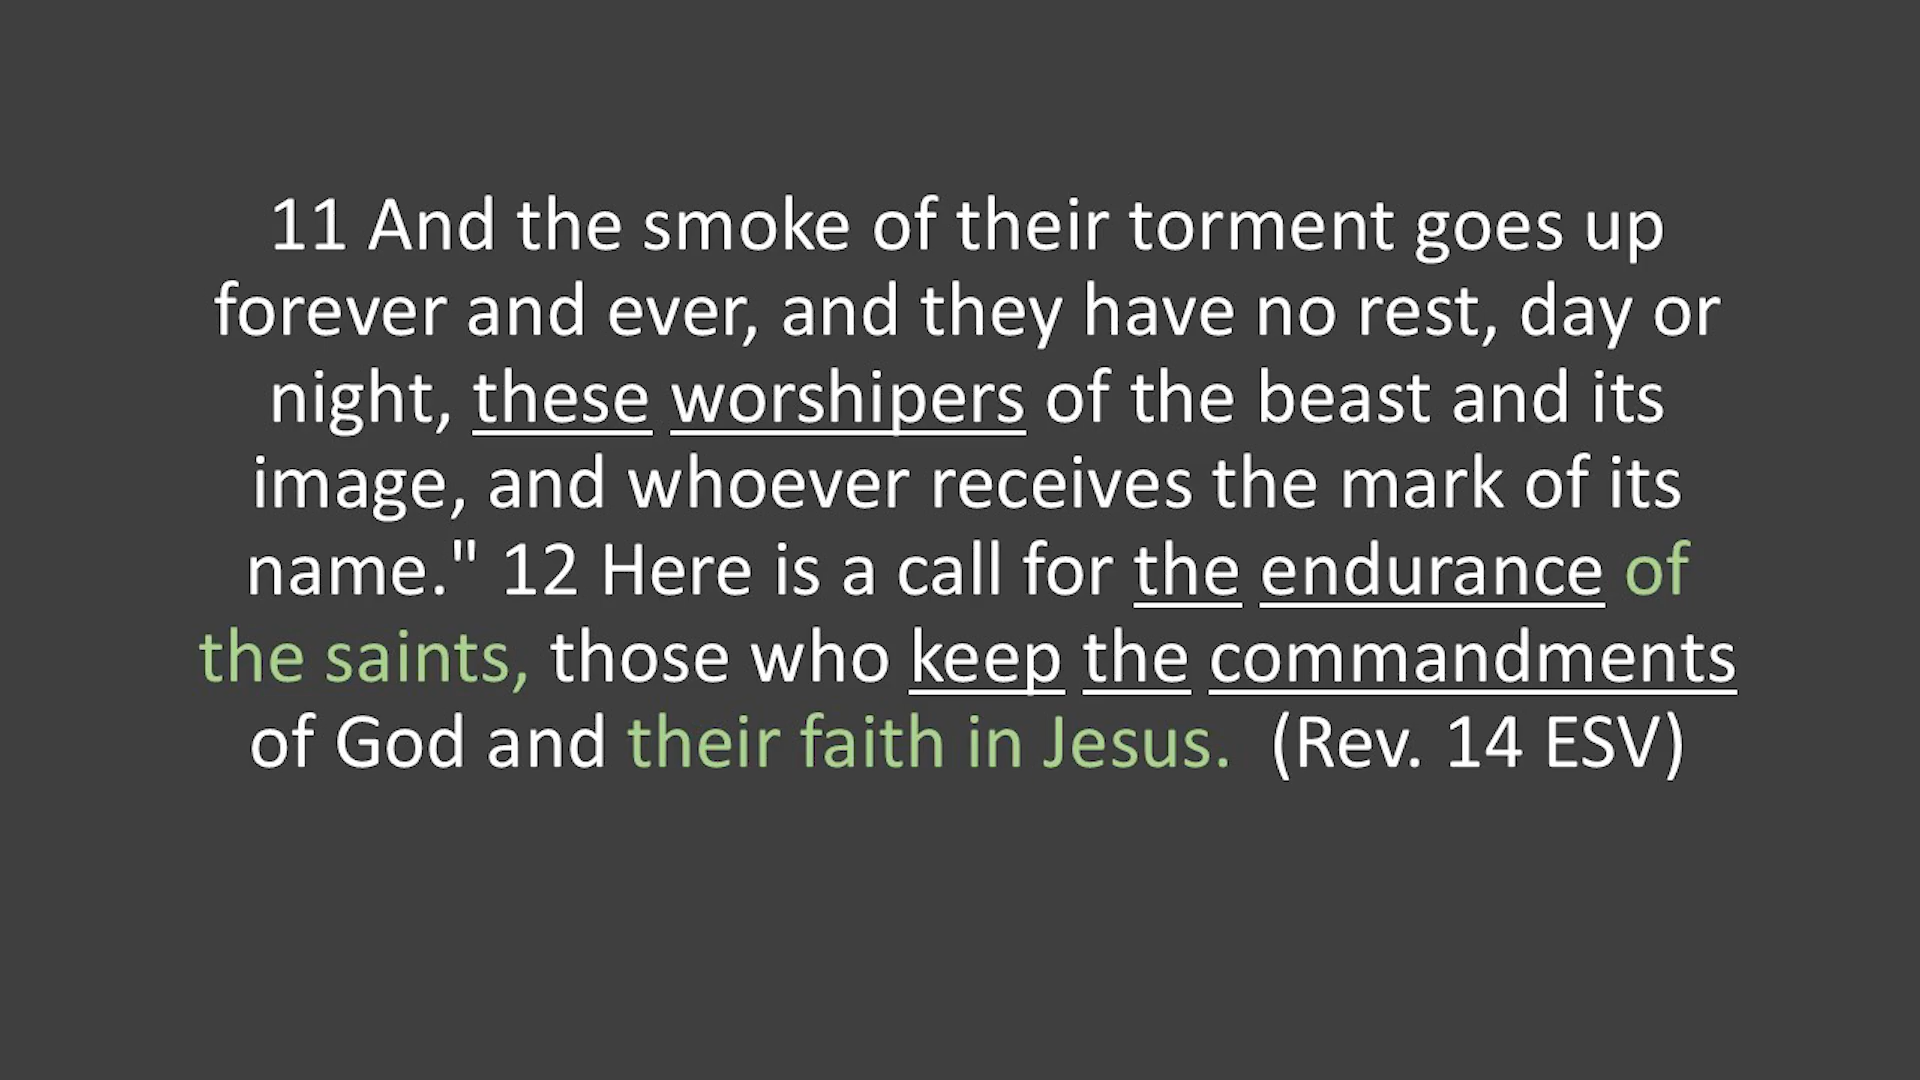 11 And the smoke of their torment goes up
forever and ever, and they have no rest, day or
night, these worshipers of the beast and its
image, and whoever receives the mark of its
name." 12 Here is a call for the endurance of
the saints, those who keep the commandments
of God and their faith in Jesus.  (Rev. 14 ESV)